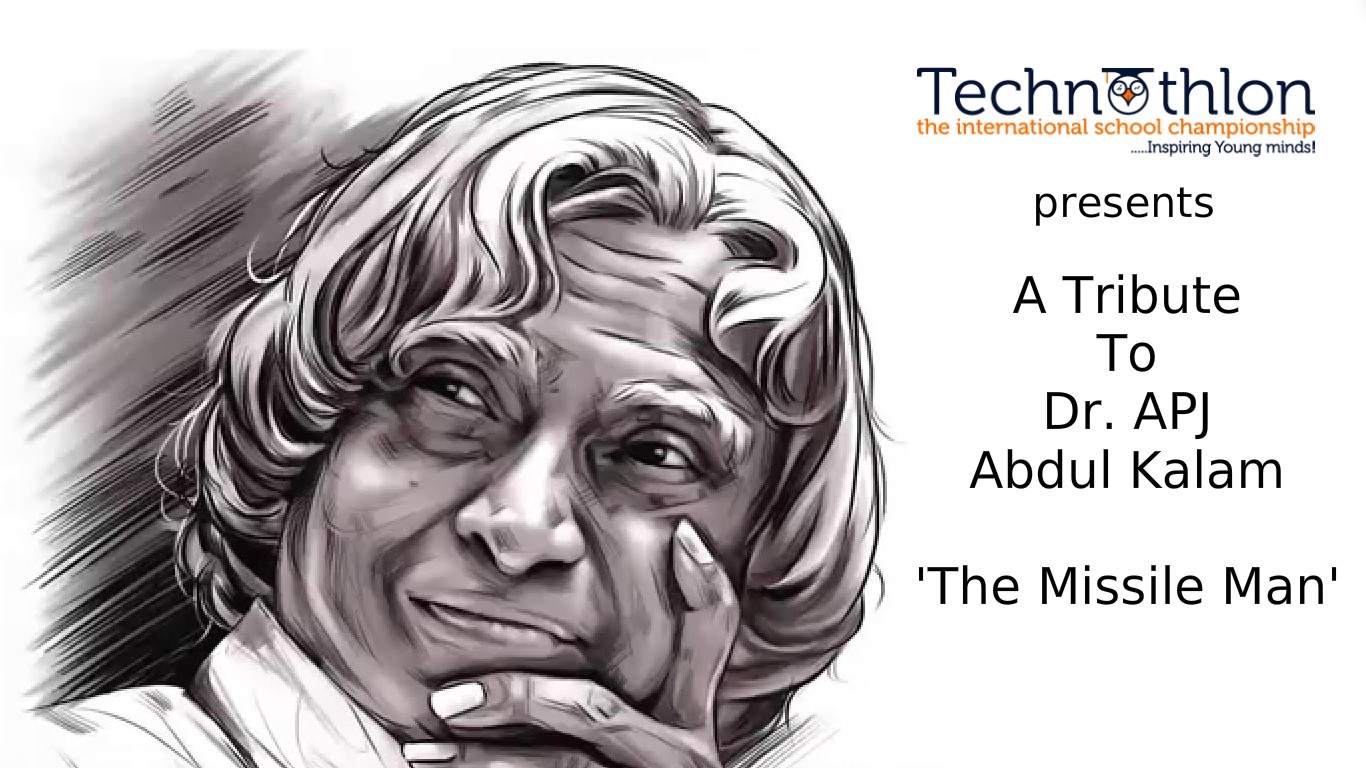 Technothlon
the international school championship
.....Inspiring Young minds!
presents
A Tribute
To
Dr. APJ
Abdul Kalam
'The Missile Man'